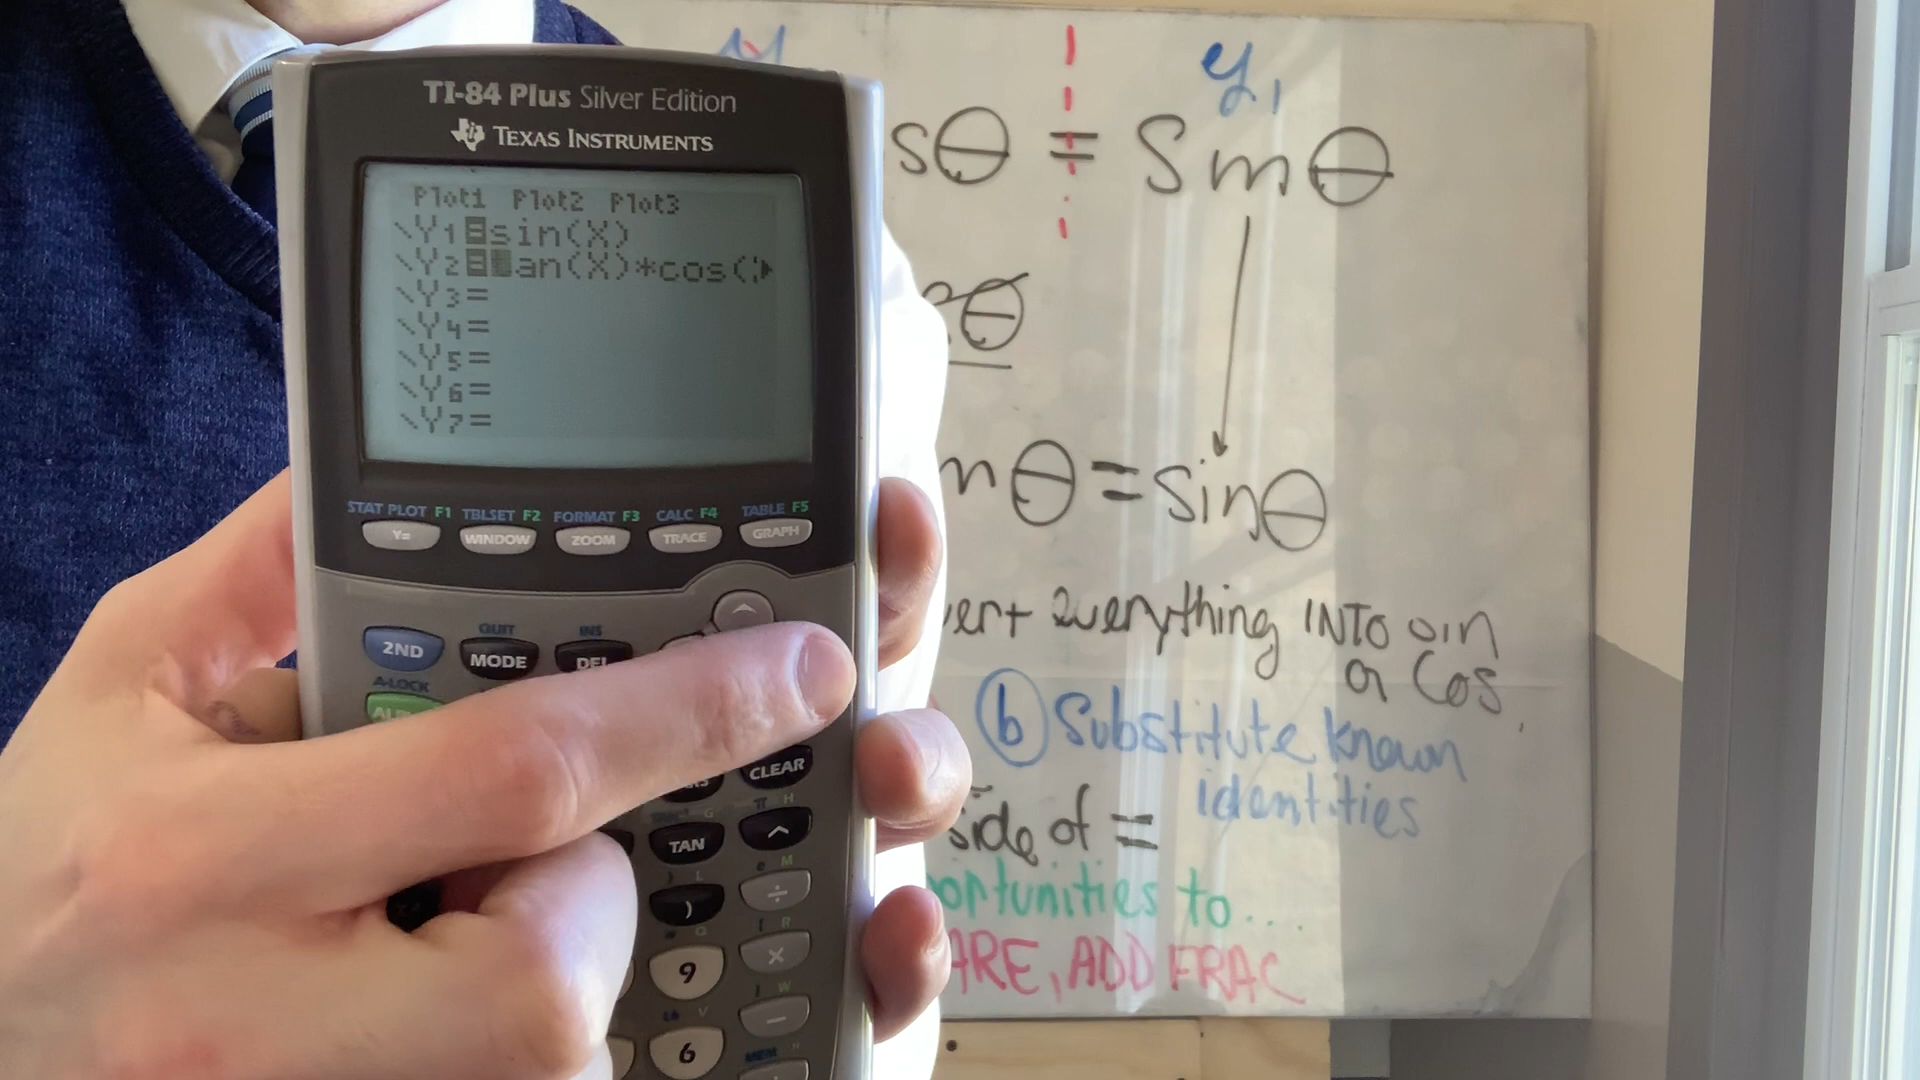 TI-84 Plus Silver Edition
TEXAS INSTRUMENTS
Plot1 Plot2 Plot3
\Y1=sin(X)
\Y2=tan(X)*cos(
\Y3=
\Y4=
\Y5=
\Y6=
\Y7=
STAT PLOT F1 TBLSET F2 FORMAT F3 CALC F4 TABLE F5
Y= WINDOW ZOOM TRACE GRAPH
QUIT INS
2ND MODE DEL
A-LOCK
CLEAR
π H
TAN ^
e M
) L
) ÷
[ R
Q
9 ×
] W
L6 V
−
6
MEM "
y1
sθ = Sinθ
θ
nθ = sinθ
vert everything INTO sin
or Cos.
b Substitute known
identities
side of =
portunities to...
ARE, ADD FRAC